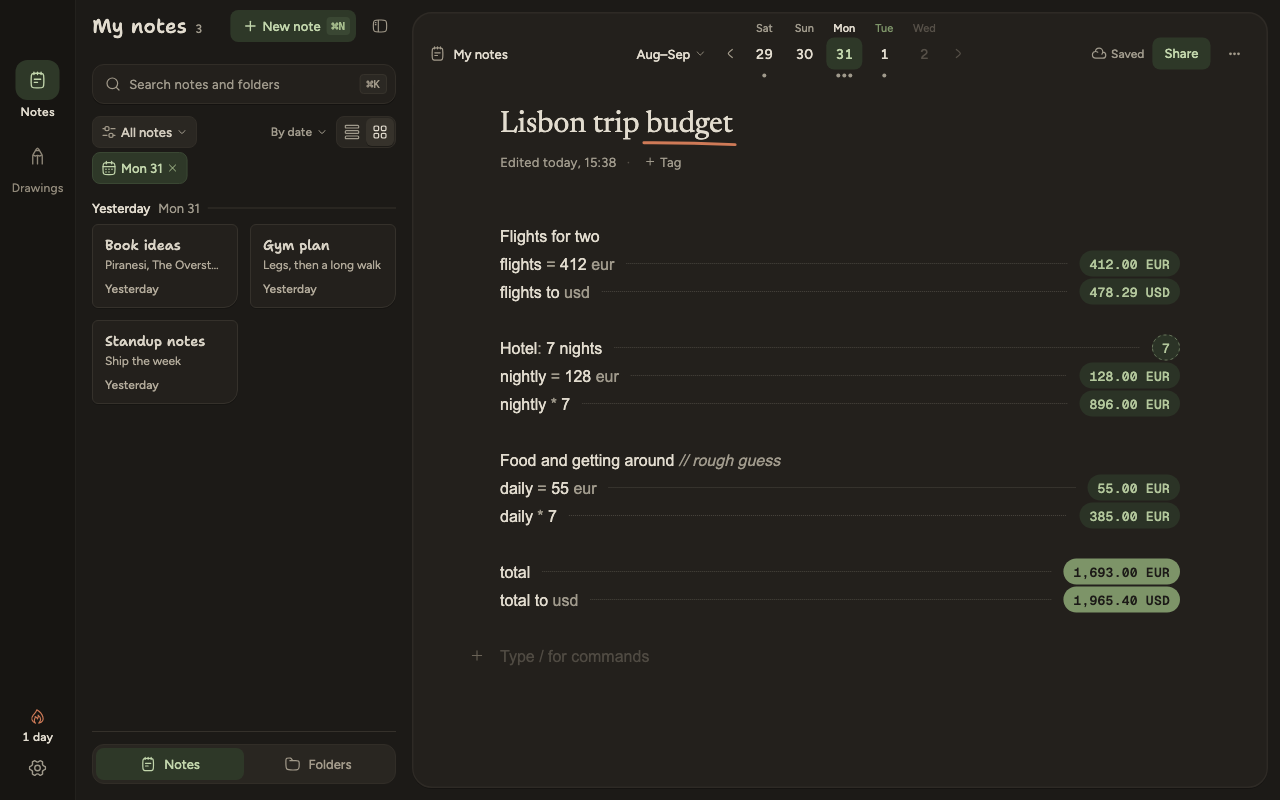 Notes
Drawings
1 day
My notes 3
+ New note ⌘N
Search notes and folders ⌘K
All notes
By date
Mon 31 ×
Yesterday Mon 31
Book ideas
Piranesi, The Overst…
Yesterday
Gym plan
Legs, then a long walk
Yesterday
Standup notes
Ship the week
Yesterday
Notes
Folders
My notes
Aug–Sep
Sat Sun Mon Tue Wed
29 30 31 1 2
Saved
Share
Lisbon trip budget
Edited today, 15:38 · + Tag
Flights for two
flights = 412 eur 412.00 EUR
flights to usd 478.29 USD
Hotel: 7 nights 7
nightly = 128 eur 128.00 EUR
nightly * 7 896.00 EUR
Food and getting around // rough guess
daily = 55 eur 55.00 EUR
daily * 7 385.00 EUR
total 1,693.00 EUR
total to usd 1,965.40 USD
+ Type / for commands